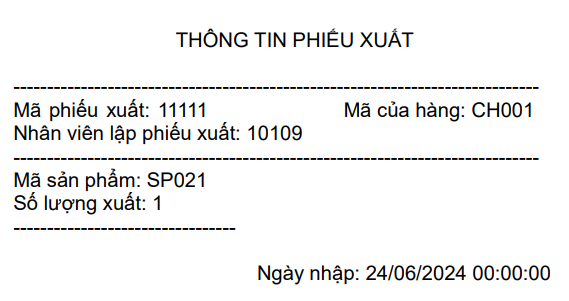 THÔNG TIN PHIẾU XUẤT
-------------------------------------------------------------------------------
Mã phiếu xuất: 11111 Mã cửa hàng: CH001
Nhân viên lập phiếu xuất: 10109
-------------------------------------------------------------------------------
Mã sản phẩm: SP021
Số lượng xuất: 1
---------------------------------
Ngày nhập: 24/06/2024 00:00:00